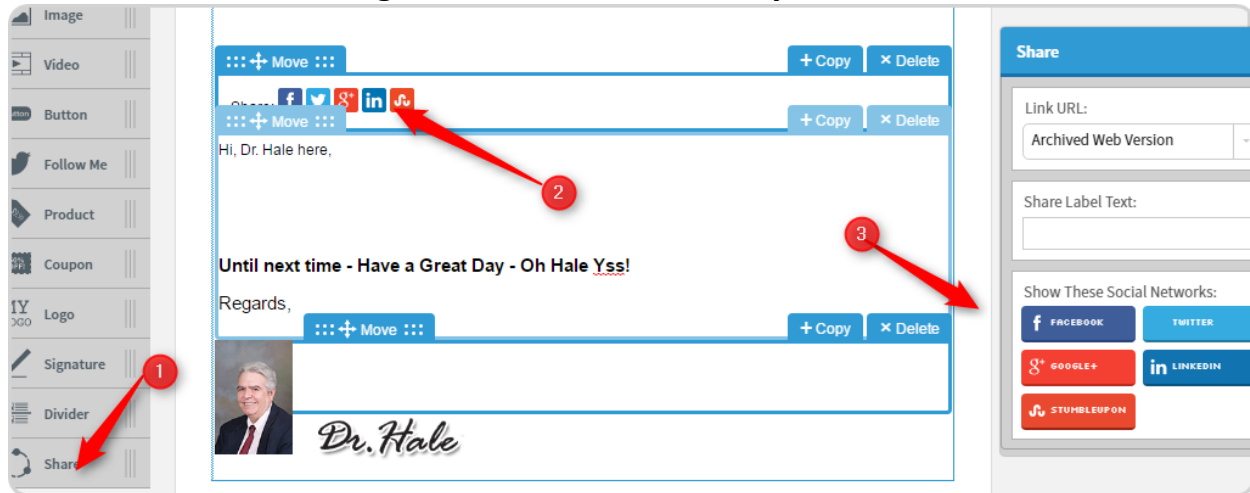 Image
Video
Button
Follow Me
Product
Coupon
Logo
Signature
Divider
Share
1
Move
+ Copy
× Delete
Share:
Move
+ Copy
× Delete
Hi, Dr. Hale here,
2
Until next time - Have a Great Day - Oh Hale Yss!
Regards,
Move
+ Copy
× Delete
Dr. Hale
3
Share
Link URL:
Archived Web Version
Share Label Text:
Show These Social Networks:
f FACEBOOK
TWITTER
g+ GOOGLE+
in LINKEDIN
STUMBLEUPON